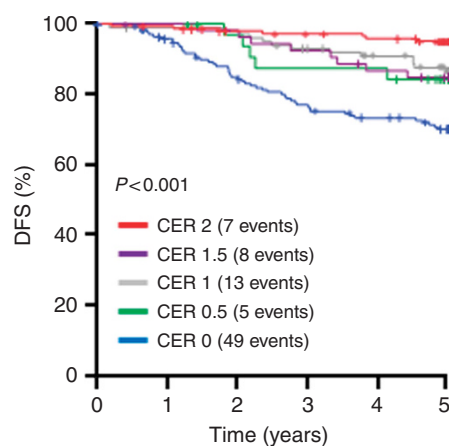 100
80
60
40
20
0
DFS (%)
P<0.001
CER 2 (7 events)
CER 1.5 (8 events)
CER 1 (13 events)
CER 0.5 (5 events)
CER 0 (49 events)
0 1 2 3 4 5
Time (years)